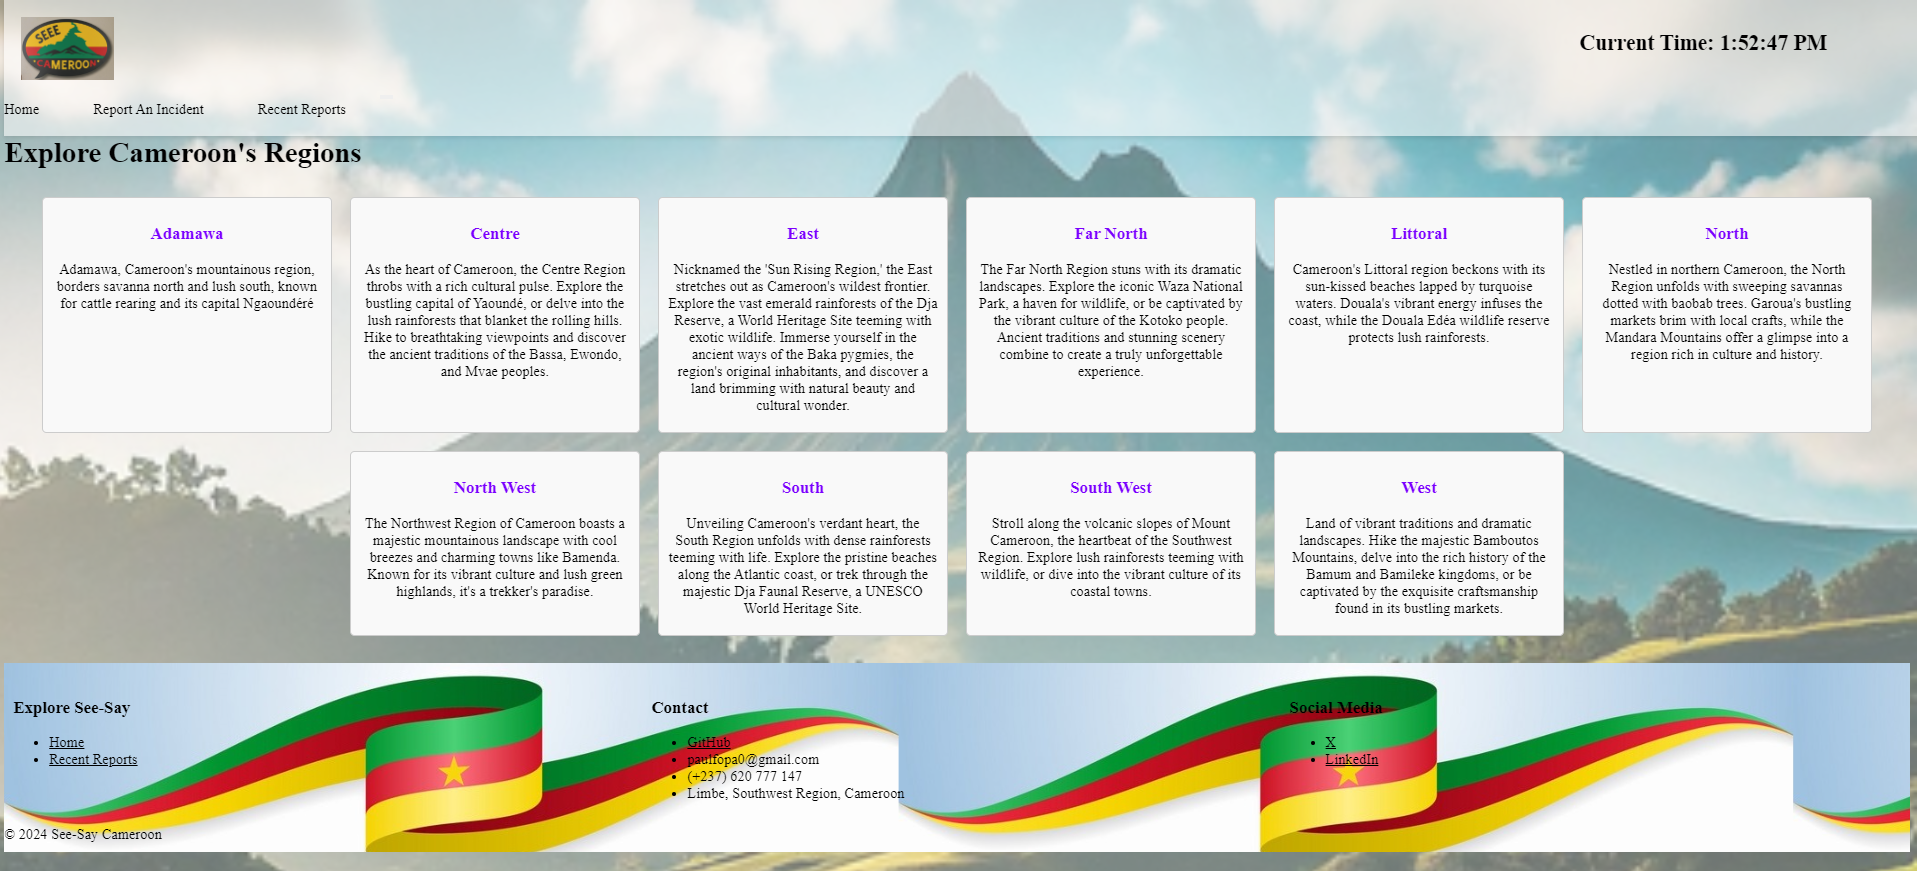 SEEE
CAMEROON
Current Time: 1:52:47 PM
Home
Report An Incident
Recent Reports
Explore Cameroon's Regions
Adamawa
Adamawa, Cameroon's mountainous region,
borders savanna north and lush south, known
for cattle rearing and its capital Ngaoundéré
Centre
As the heart of Cameroon, the Centre Region
throbs with a rich cultural pulse. Explore the
bustling capital of Yaoundé, or delve into the
lush rainforests that blanket the rolling hills.
Hike to breathtaking viewpoints and discover
the ancient traditions of the Bassa, Ewondo,
and Mvae peoples.
East
Nicknamed the 'Sun Rising Region,' the East
stretches out as Cameroon's wildest frontier.
Explore the vast emerald rainforests of the Dja
Reserve, a World Heritage Site teeming with
exotic wildlife. Immerse yourself in the
ancient ways of the Baka pygmies, the
region's original inhabitants, and discover a
land brimming with natural beauty and
cultural wonder.
Far North
The Far North Region stuns with its dramatic
landscapes. Explore the iconic Waza National
Park, a haven for wildlife, or be captivated by
the vibrant culture of the Kotoko people.
Ancient traditions and stunning scenery
combine to create a truly unforgettable
experience.
Littoral
Cameroon's Littoral region beckons with its
sun-kissed beaches lapped by turquoise
waters. Douala's vibrant energy infuses the
coast, while the Douala Edéa wildlife reserve
protects lush rainforests.
North
Nestled in northern Cameroon, the North
Region unfolds with sweeping savannas
dotted with baobab trees. Garoua's bustling
markets brim with local crafts, while the
Mandara Mountains offer a glimpse into a
region rich in culture and history.
North West
The Northwest Region of Cameroon boasts a
majestic mountainous landscape with cool
breezes and charming towns like Bamenda.
Known for its vibrant culture and lush green
highlands, it's a trekker's paradise.
South
Unveiling Cameroon's verdant heart, the
South Region unfolds with dense rainforests
teeming with life. Explore the pristine beaches
along the Atlantic coast, or trek through the
majestic Dja Faunal Reserve, a UNESCO
World Heritage Site.
South West
Stroll along the volcanic slopes of Mount
Cameroon, the heartbeat of the Southwest
Region. Explore lush rainforests teeming with
wildlife, or dive into the vibrant culture of its
coastal towns.
West
Land of vibrant traditions and dramatic
landscapes. Hike the majestic Bamboutos
Mountains, delve into the rich history of the
Bamum and Bamileke kingdoms, or be
captivated by the exquisite craftsmanship
found in its bustling markets.
Explore See-Say
Home
Recent Reports
Contact
GitHub
paulfopa0@gmail.com
(+237) 620 777 147
Limbe, Southwest Region, Cameroon
Social Media
X
LinkedIn
© 2024 See-Say Cameroon